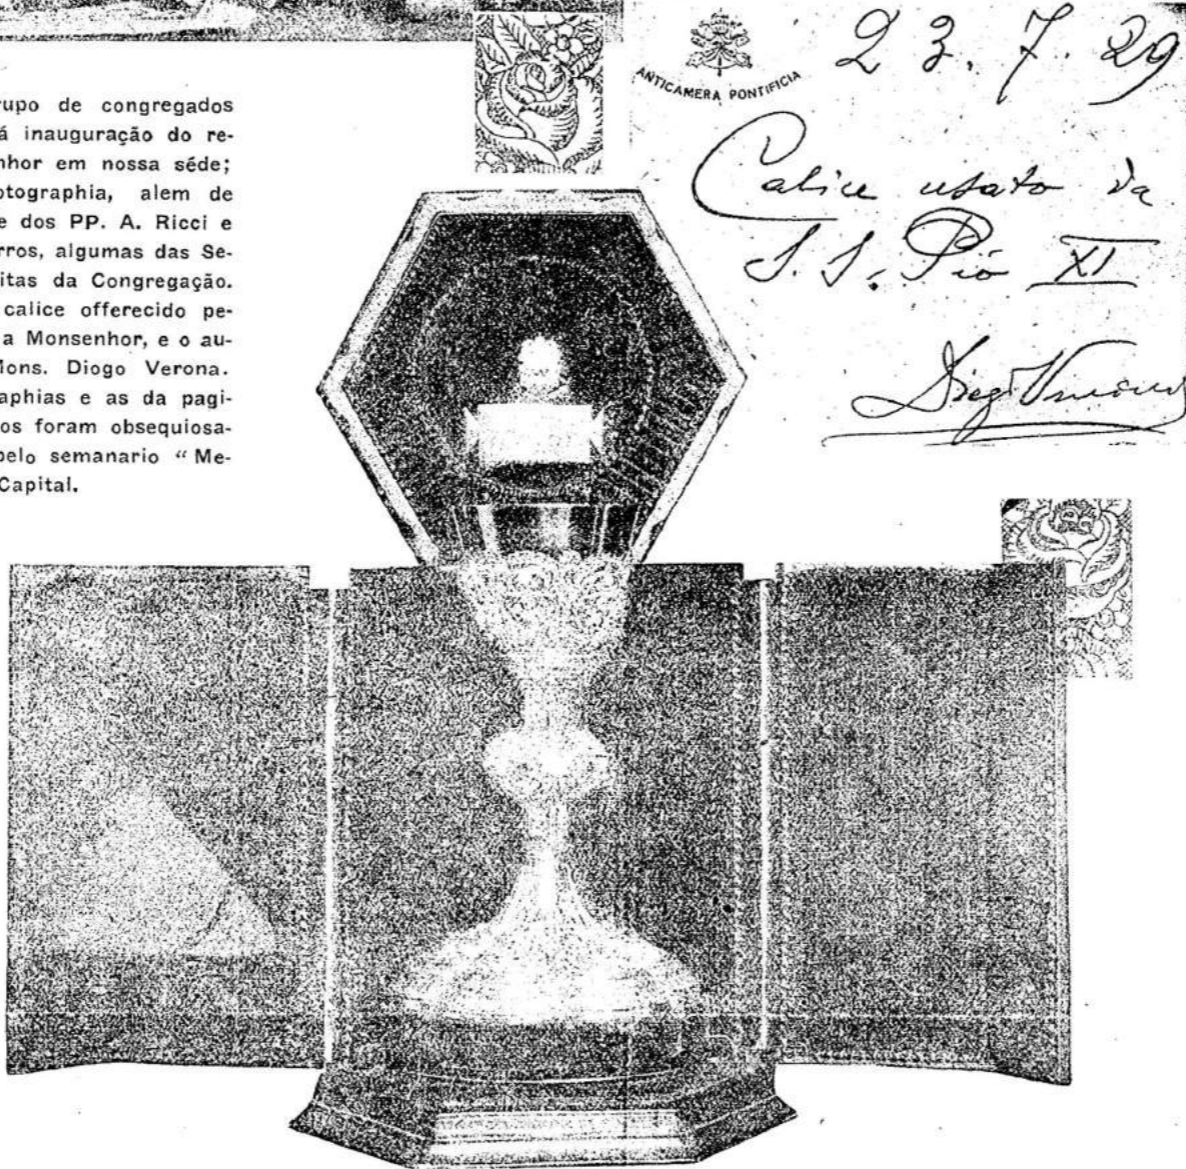 rupo de congregados
á inauguração do re-
nhor em nossa séde;
otographia, alem de
e dos PP. A. Ricci e
rros, algumas das Se-
itas da Congregação.
calice offerecido pe-
a Monsenhor, e o au-
Mons. Diogo Verona.
aphias e as da pagi-
os foram obsequiosa-
pelo semanario “Me-
Capital.
ANTICAMERA PONTIFICIA
23.7.29
Calice usato da
S. S. Pio XI